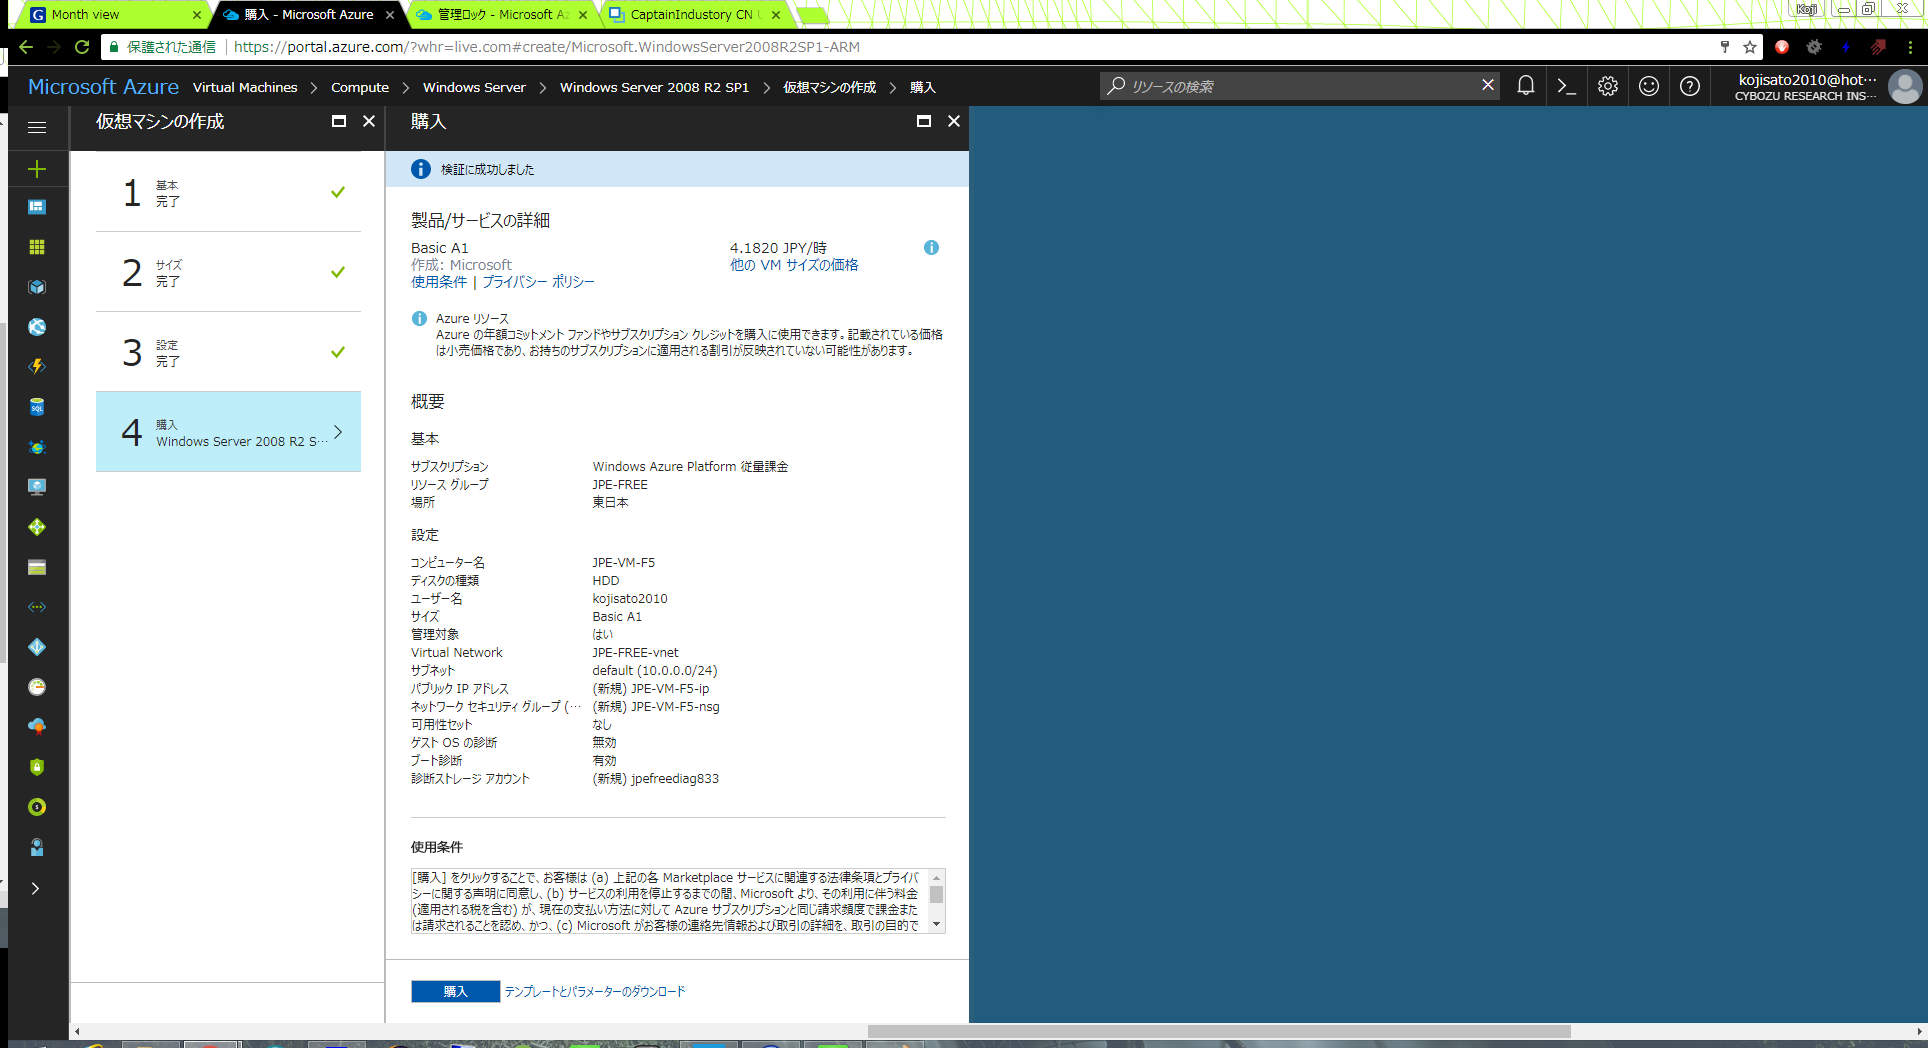 Month view
購入 - Microsoft Azure
管理ロック - Microsoft Az
CaptainIndustory CN U
Koji
保護された通信
https://portal.azure.com/?whr=live.com#create/Microsoft.WindowsServer2008R2SP1-ARM
Microsoft Azure
Virtual Machines > Compute > Windows Server > Windows Server 2008 R2 SP1 > 仮想マシンの作成 > 購入
リソースの検索
kojisato2010@hot…
CYBOZU RESEARCH INS…
仮想マシンの作成
1 基本
完了
2 サイズ
完了
3 設定
完了
4 購入
Windows Server 2008 R2 S…
購入
検証に成功しました
製品/サービスの詳細
Basic A1
4.1820 JPY/時
作成: Microsoft
他の VM サイズの価格
使用条件 | プライバシー ポリシー
Azure リソース
Azure の年額コミットメント ファンドやサブスクリプション クレジットを購入に使用できます。記載されている価格
は小売価格であり、お持ちのサブスクリプションに適用される割引が反映されていない可能性があります。
概要
基本
サブスクリプション Windows Azure Platform 従量課金
リソース グループ JPE-FREE
場所 東日本
設定
コンピューター名 JPE-VM-F5
ディスクの種類 HDD
ユーザー名 kojisato2010
サイズ Basic A1
管理対象 はい
Virtual Network JPE-FREE-vnet
サブネット default (10.0.0.0/24)
パブリック IP アドレス (新規) JPE-VM-F5-ip
ネットワーク セキュリティ グループ (… (新規) JPE-VM-F5-nsg
可用性セット なし
ゲスト OS の診断 無効
ブート診断 有効
診断ストレージ アカウント (新規) jpefreediag833
使用条件
[購入] をクリックすることで、お客様は (a) 上記の各 Marketplace サービスに関連する法律条項とプライバ
シーに関する声明に同意し、(b) サービスの利用を停止するまでの間、Microsoft より、その利用に伴う料金
(適用される税を含む) が、現在の支払い方法に対して Azure サブスクリプションと同じ請求頻度で課金また
は請求されることを認め、かつ、(c) Microsoft がお客様の連絡先情報および取引の詳細を、取引の目的で
購入
テンプレートとパラメーターのダウンロード